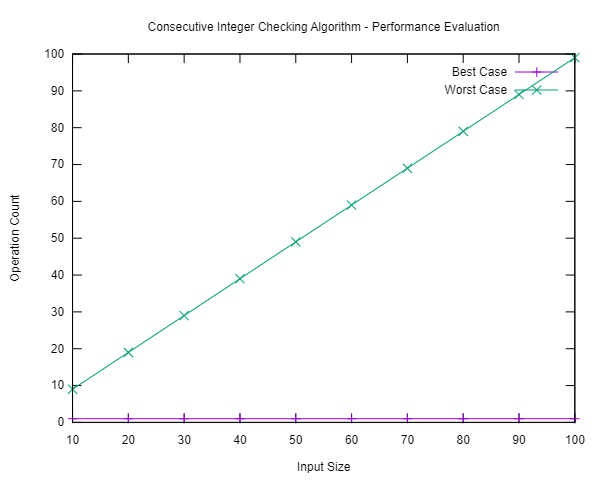 Consecutive Integer Checking Algorithm - Performance Evaluation
100
90
80
70
60
50
40
30
20
10
0
Operation Count
Best Case
Worst Case
10 20 30 40 50 60 70 80 90 100
Input Size